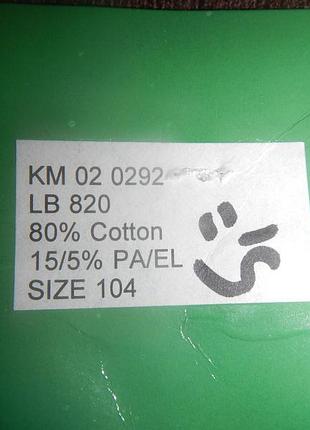 KM 02 0292
LB 820
80% Cotton
15/5% PA/EL
SIZE 104